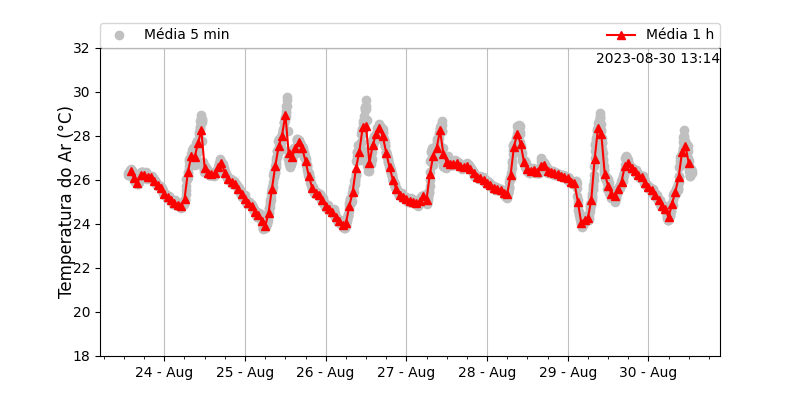 Média 5 min
Média 1 h
2023-08-30 13:14
Temperatura do Ar (°C)
32
30
28
26
24
22
20
18
24 - Aug
25 - Aug
26 - Aug
27 - Aug
28 - Aug
29 - Aug
30 - Aug